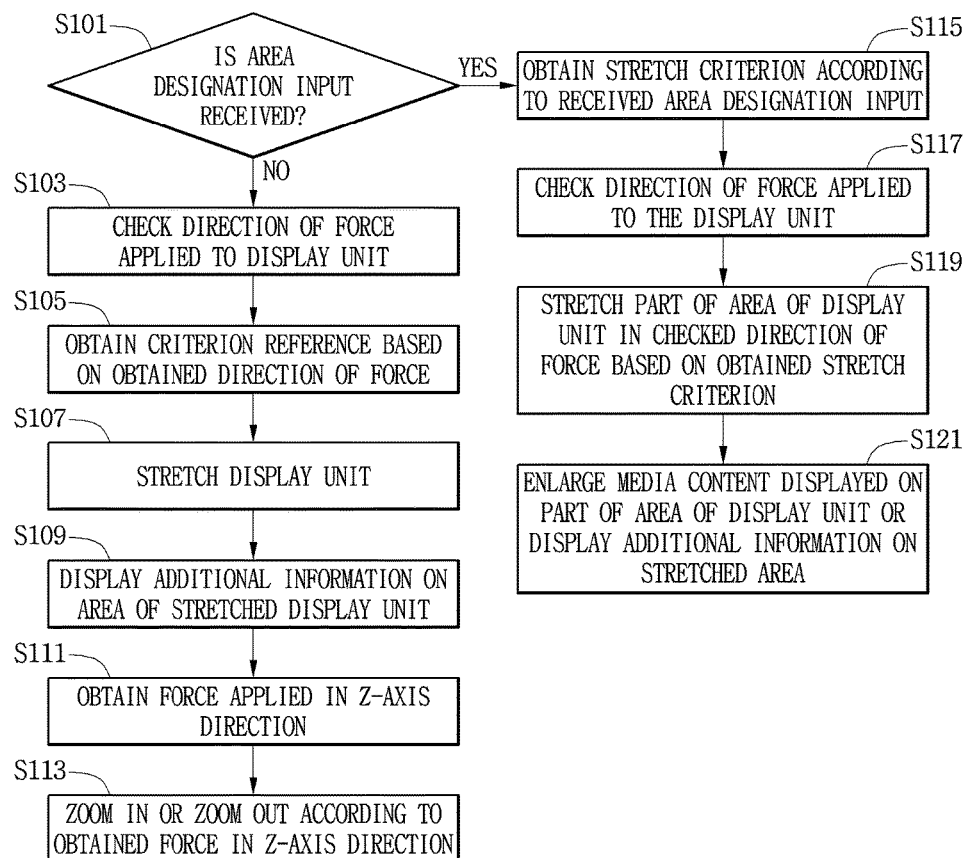 S101
IS AREA
DESIGNATION INPUT
RECEIVED?
YES
NO
S103
CHECK DIRECTION OF FORCE
APPLIED TO DISPLAY UNIT
S105
OBTAIN CRITERION REFERENCE BASED
ON OBTAINED DIRECTION OF FORCE
S107
STRETCH DISPLAY UNIT
S109
DISPLAY ADDITIONAL INFORMATION ON
AREA OF STRETCHED DISPLAY UNIT
S111
OBTAIN FORCE APPLIED IN Z-AXIS
DIRECTION
S113
ZOOM IN OR ZOOM OUT ACCORDING TO
OBTAINED FORCE IN Z-AXIS DIRECTION
S115
OBTAIN STRETCH CRITERION ACCORDING
TO RECEIVED AREA DESIGNATION INPUT
S117
CHECK DIRECTION OF FORCE APPLIED
TO THE DISPLAY UNIT
S119
STRETCH PART OF AREA OF DISPLAY
UNIT IN CHECKED DIRECTION OF
FORCE BASED ON OBTAINED STRETCH
CRITERION
S121
ENLARGE MEDIA CONTENT DISPLAYED ON
PART OF AREA OF DISPLAY UNIT OR
DISPLAY ADDITIONAL INFORMATION ON
STRETCHED AREA